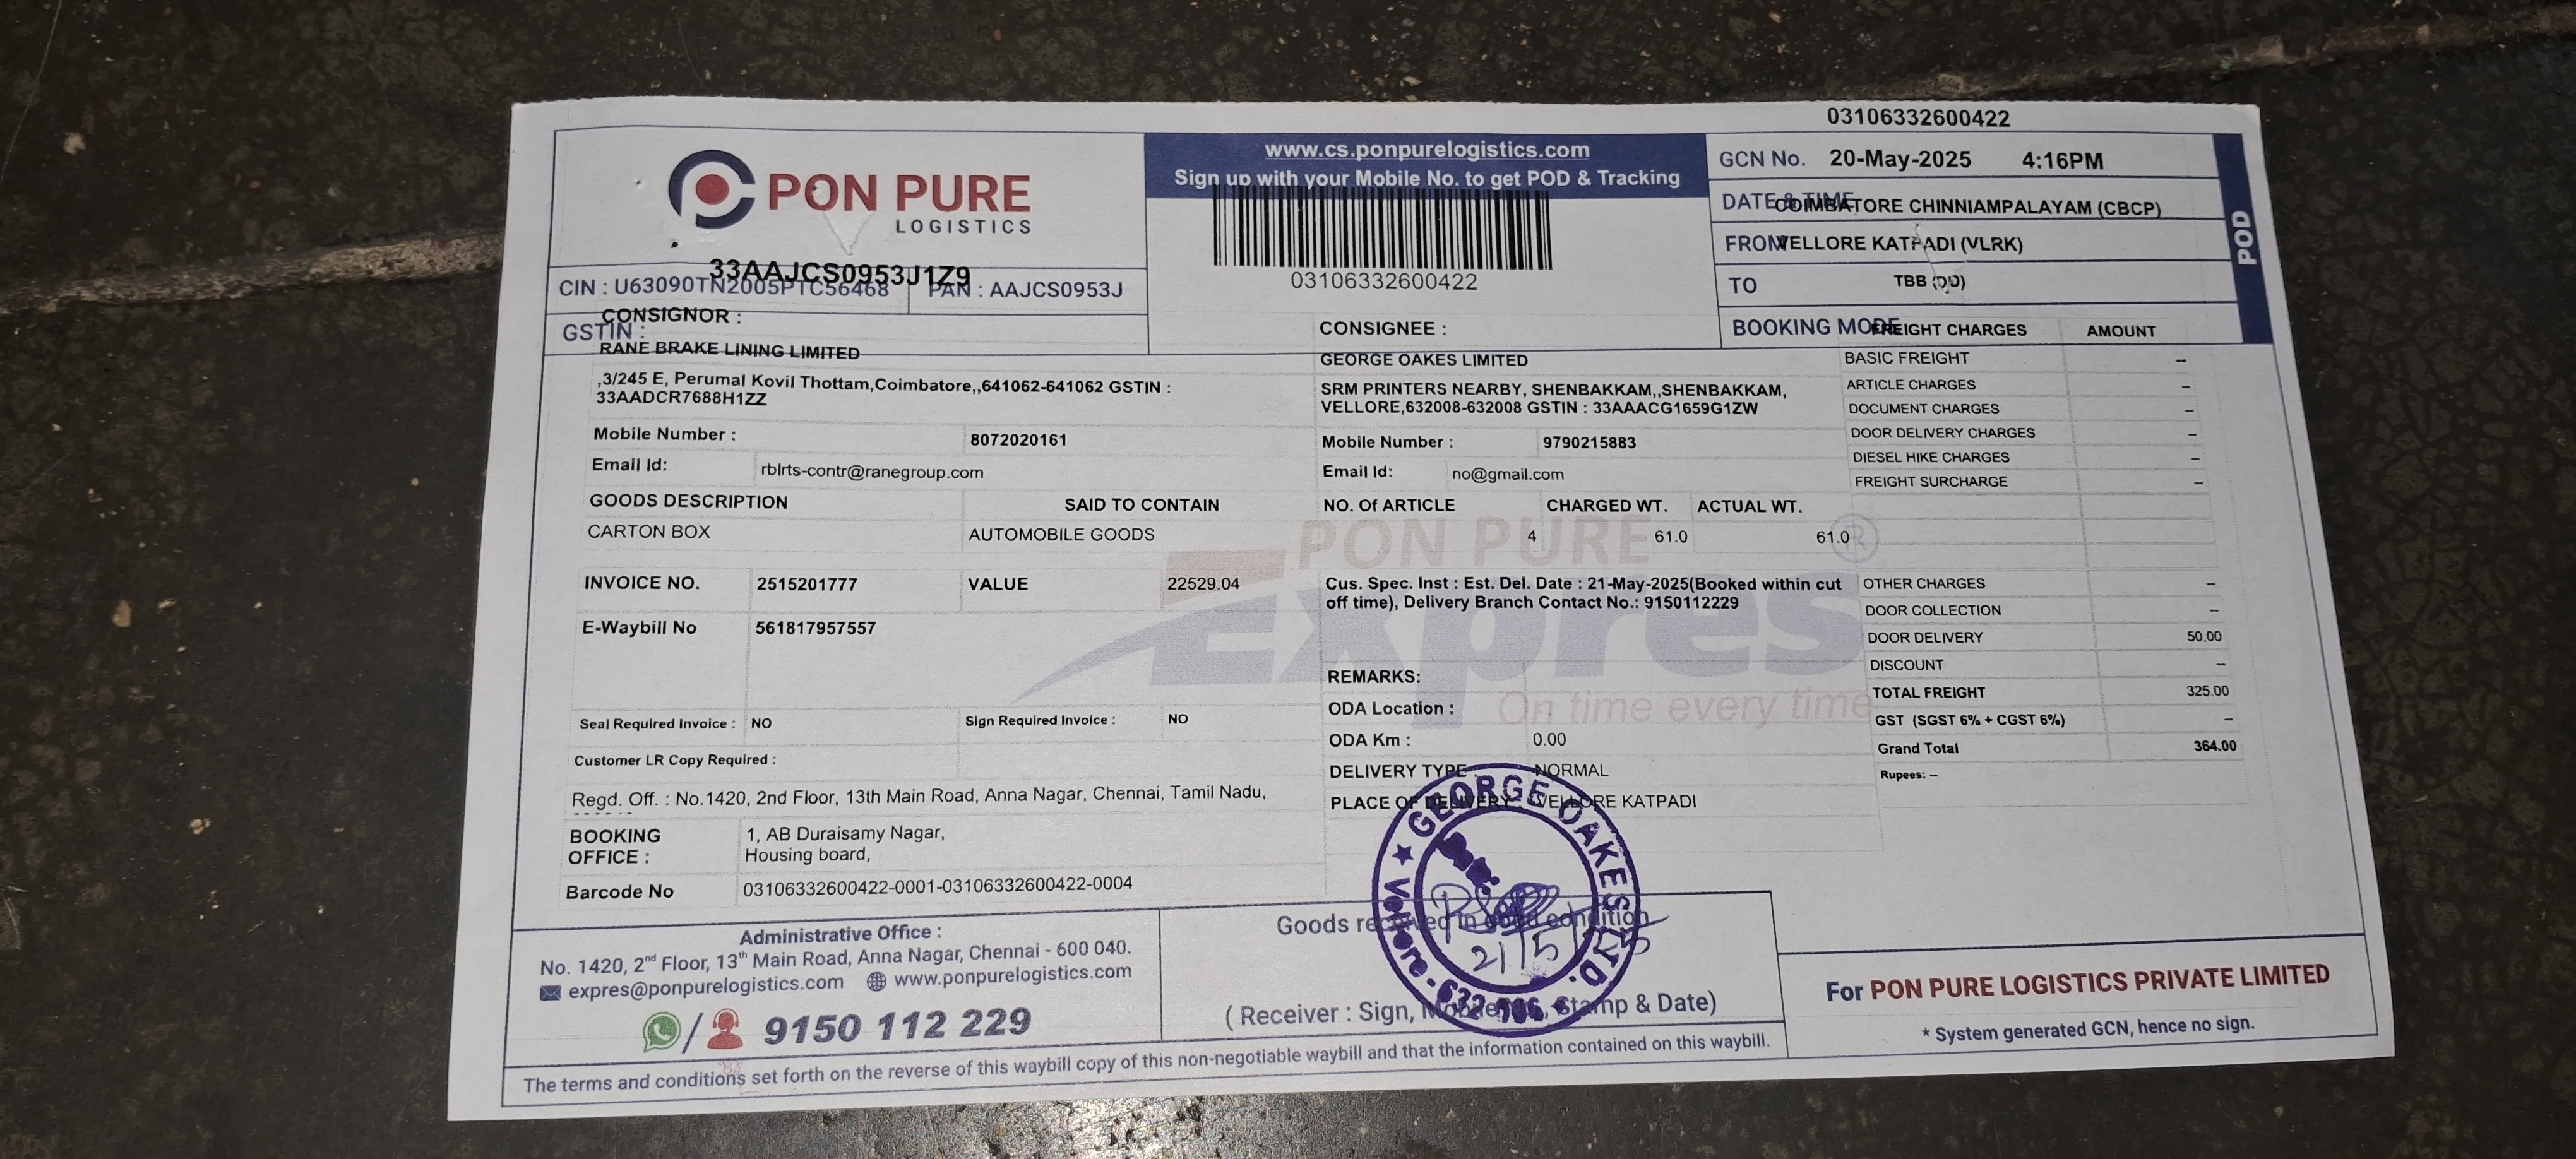 03106332600422
PON PURE
LOGISTICS
www.cs.ponpurelogistics.com
Sign up with your Mobile No. to get POD & Tracking
03106332600422
GCN No. 20-May-2025 4:16PM
DATE & TIME COIMBATORE CHINNIAMPALAYAM (CBCP)
FROM VELLORE KATPADI (VLRK)
TO TBB (DD)
BOOKING MODE
POD
33AAJCS0953J1Z9
CIN : U63090TN2005PTC56468 PAN : AAJCS0953J
GSTIN :
CONSIGNOR :
RANE BRAKE LINING LIMITED
,3/245 E, Perumal Kovil Thottam,Coimbatore,,641062-641062 GSTIN :
33AADCR7688H1ZZ
Mobile Number : 8072020161
Email Id: rblrts-contr@ranegroup.com
CONSIGNEE :
GEORGE OAKES LIMITED
SRM PRINTERS NEARBY, SHENBAKKAM,,SHENBAKKAM,
VELLORE,632008-632008 GSTIN : 33AAACG1659G1ZW
Mobile Number : 9790215883
Email Id: no@gmail.com
FREIGHT CHARGES AMOUNT
BASIC FREIGHT –
ARTICLE CHARGES –
DOCUMENT CHARGES –
DOOR DELIVERY CHARGES –
DIESEL HIKE CHARGES –
FREIGHT SURCHARGE –
GOODS DESCRIPTION SAID TO CONTAIN NO. Of ARTICLE CHARGED WT. ACTUAL WT.
CARTON BOX AUTOMOBILE GOODS 4 61.0 61.0
PON PURE ®
Expres
On time every time
INVOICE NO. 2515201777 VALUE 22529.04
E-Waybill No 561817957557
Cus. Spec. Inst : Est. Del. Date : 21-May-2025(Booked within cut
off time), Delivery Branch Contact No.: 9150112229
OTHER CHARGES –
DOOR COLLECTION –
DOOR DELIVERY 50.00
DISCOUNT –
TOTAL FREIGHT 325.00
GST (SGST 6% + CGST 6%) –
Grand Total 364.00
Rupees: –
REMARKS:
ODA Location :
ODA Km : 0.00
DELIVERY TYPE : NORMAL
PLACE OF DELIVERY : VELLORE KATPADI
Seal Required Invoice : NO Sign Required Invoice : NO
Customer LR Copy Required :
Regd. Off. : No.1420, 2nd Floor, 13th Main Road, Anna Nagar, Chennai, Tamil Nadu,
BOOKING OFFICE : 1, AB Duraisamy Nagar,
Housing board,
Barcode No 03106332600422-0001-03106332600422-0004
Administrative Office :
No. 1420, 2nd Floor, 13th Main Road, Anna Nagar, Chennai - 600 040.
expres@ponpurelogistics.com www.ponpurelogistics.com
/ 9150 112 229
Goods received in good condition
( Receiver : Sign, Mobile No, Stamp & Date)
★ GEORGE OAKES LTD.
Vellore - 632 006
Date:
21/5/25
For PON PURE LOGISTICS PRIVATE LIMITED
* System generated GCN, hence no sign.
The terms and conditions set forth on the reverse of this waybill copy of this non-negotiable waybill and that the information contained on this waybill.